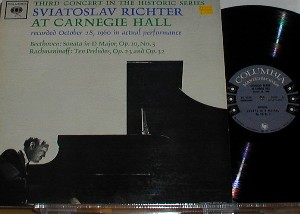 THIRD CONCERT IN THE HISTORIC SERIES
SVIATOSLAV RICHTER
AT CARNEGIE HALL
recorded October 28, 1960 in actual performance
Beethoven: Sonata in D Major, Op. 10, No. 3
Rachmaninoff: Ten Preludes, Op. 23 and Op. 32
COLUMBIA